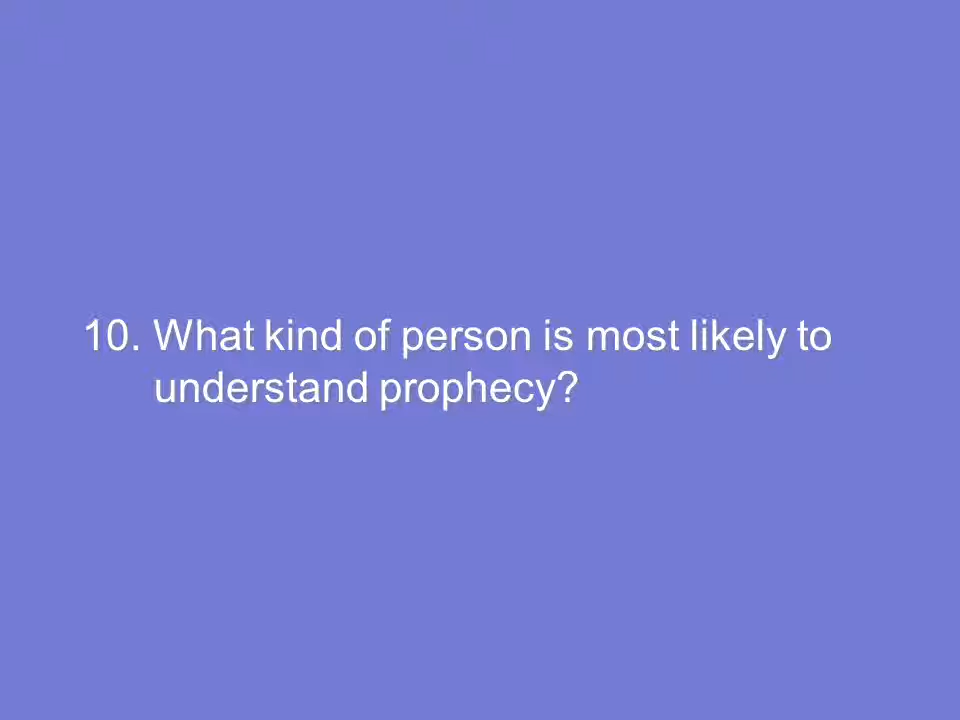 10. What kind of person is most likely to
understand prophecy?